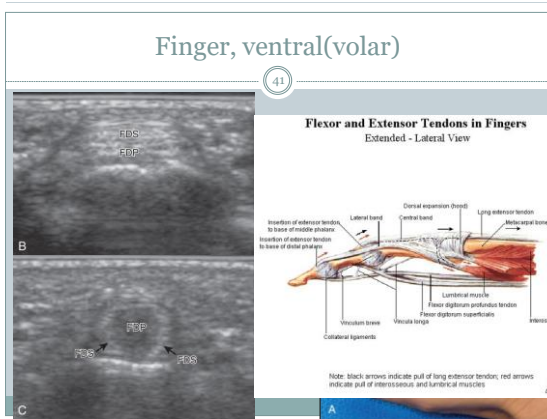 Finger, ventral(volar)
41
FDS
FDP
B
FDP
FDS
FDS
C
Flexor and Extensor Tendons in Fingers
Extended - Lateral View
Dorsal expansion (hood)
Long extensor tendon
Lateral band
Central band
Metacarpal bone
Insertion of extensor tendon
to base of middle phalanx
Insertion of extensor tendon
to base of distal phalanx
Lumbrical muscle
Flexor digitorum profundus tendon
Flexor digitorum superficialis
Vinculum breve
Vincula longa
Collateral ligaments
Note: black arrows indicate pull of long extensor tendon; red arrows
indicate pull of interosseous and lumbrical muscles
A